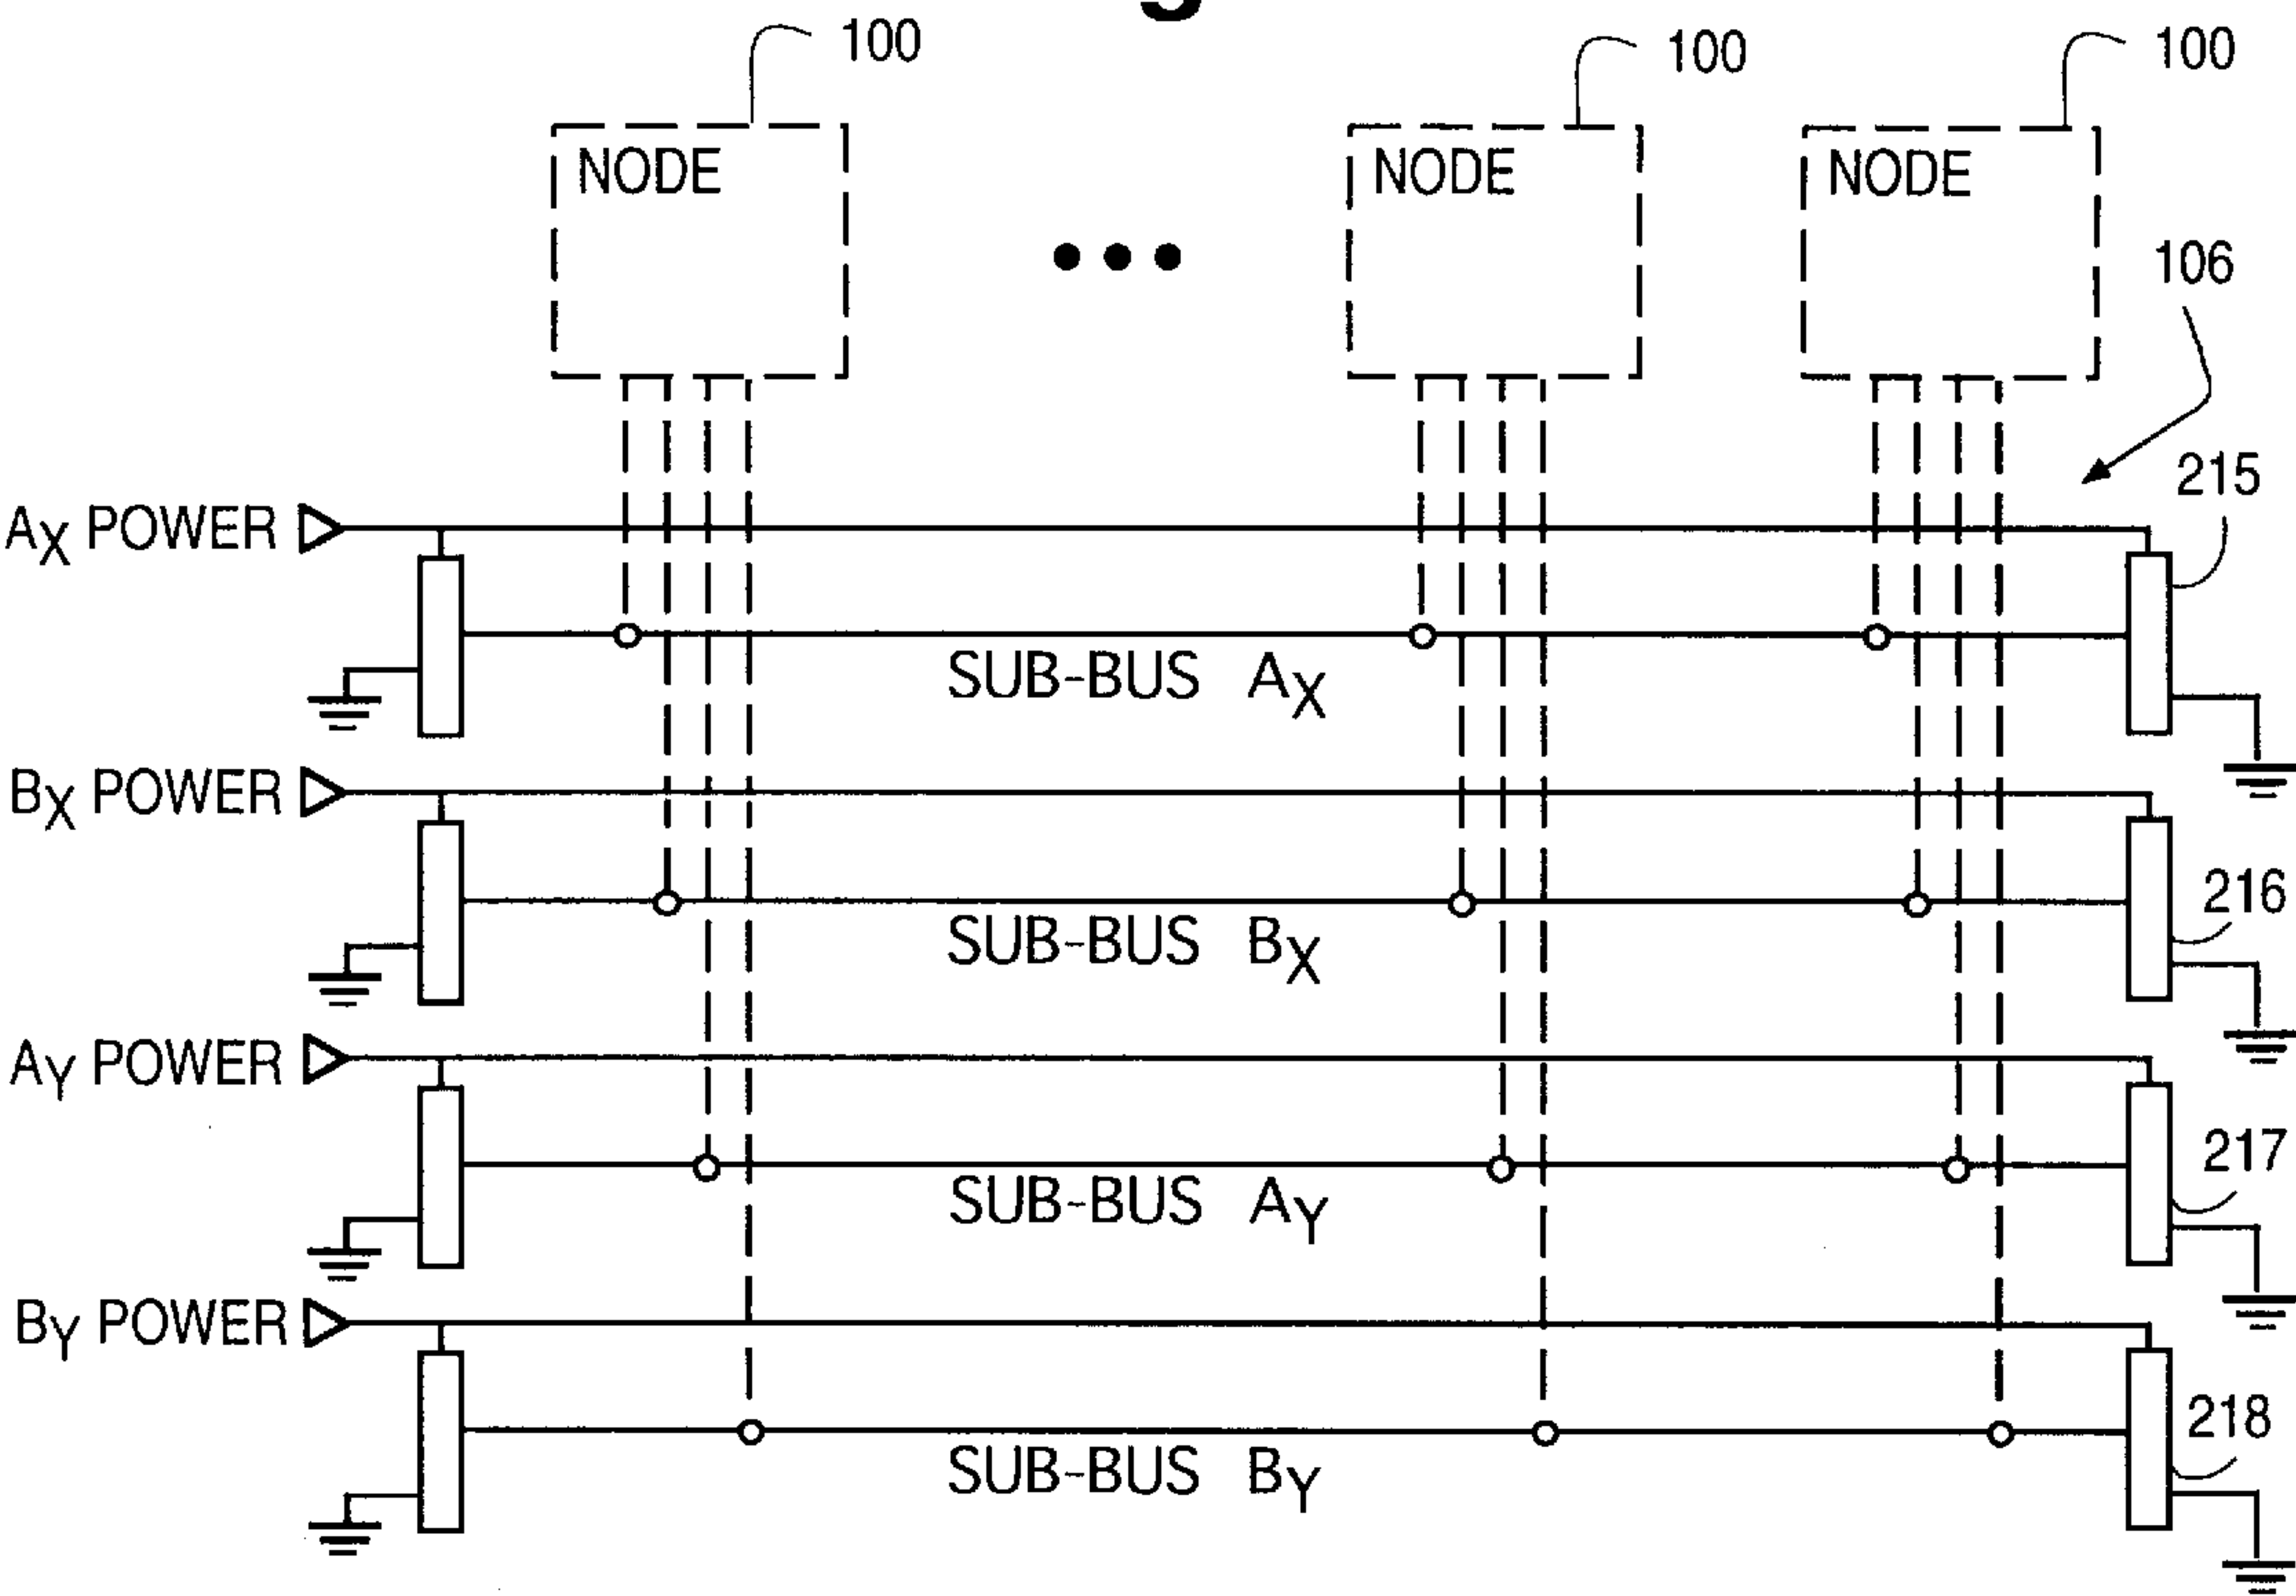 100
100
100
NODE
NODE
NODE
106
215
AX POWER
SUB-BUS AX
BX POWER
216
SUB-BUS BX
AY POWER
217
SUB-BUS AY
BY POWER
218
SUB-BUS BY